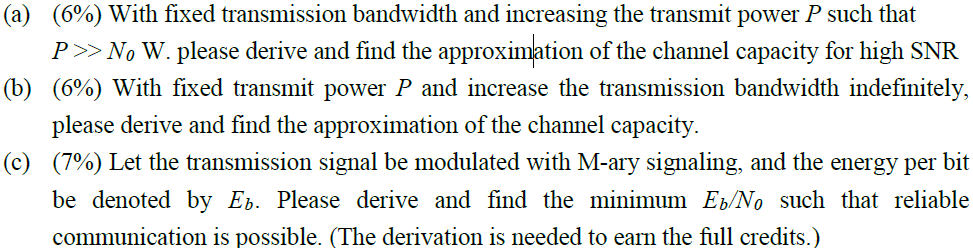 (a) (6%) With fixed transmission bandwidth and increasing the transmit power P such that
P >> N₀ W. please derive and find the approximation of the channel capacity for high SNR
(b) (6%) With fixed transmit power P and increase the transmission bandwidth indefinitely,
please derive and find the approximation of the channel capacity.
(c) (7%) Let the transmission signal be modulated with M-ary signaling, and the energy per bit
be denoted by E_b. Please derive and find the minimum E_b/N₀ such that reliable
communication is possible. (The derivation is needed to earn the full credits.)